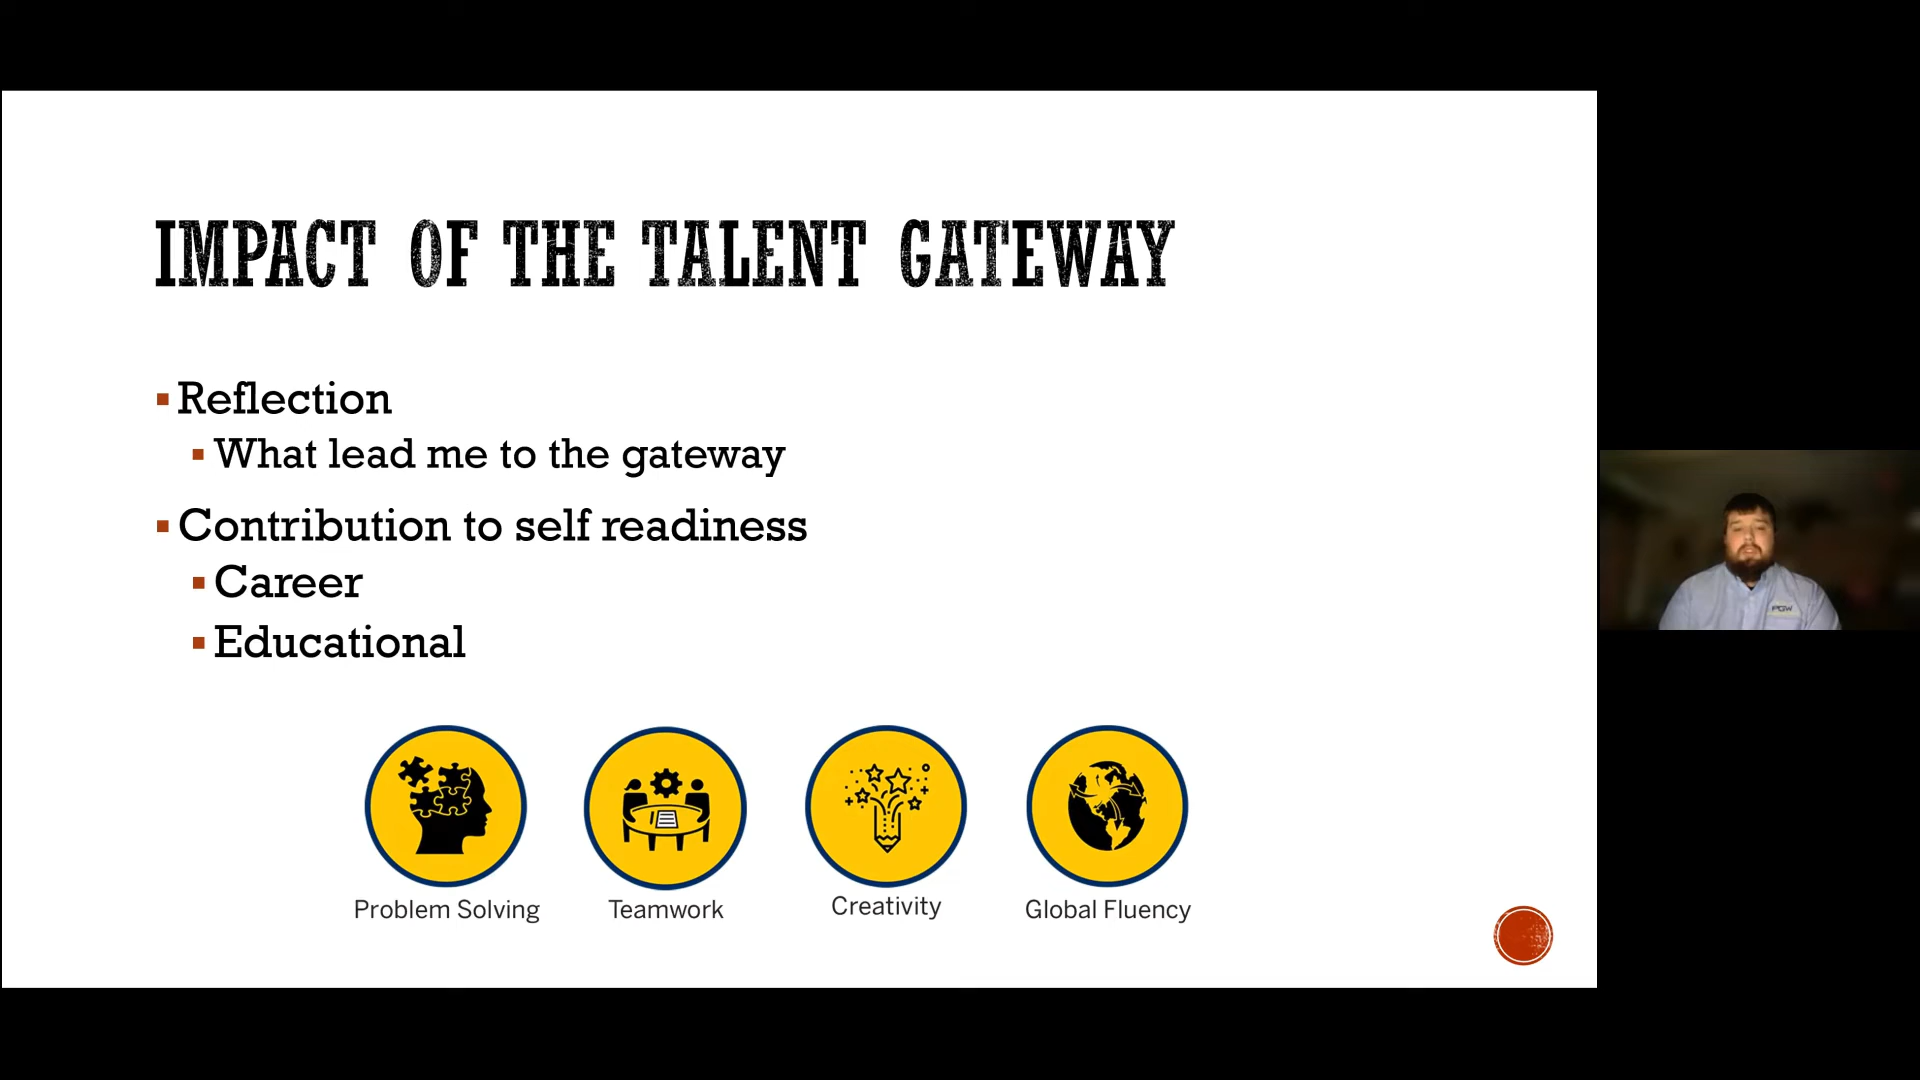 IMPACT OF THE TALENT GATEWAY
Reflection
What lead me to the gateway
Contribution to self readiness
Career
Educational
Problem Solving
Teamwork
Creativity
Global Fluency
PGW